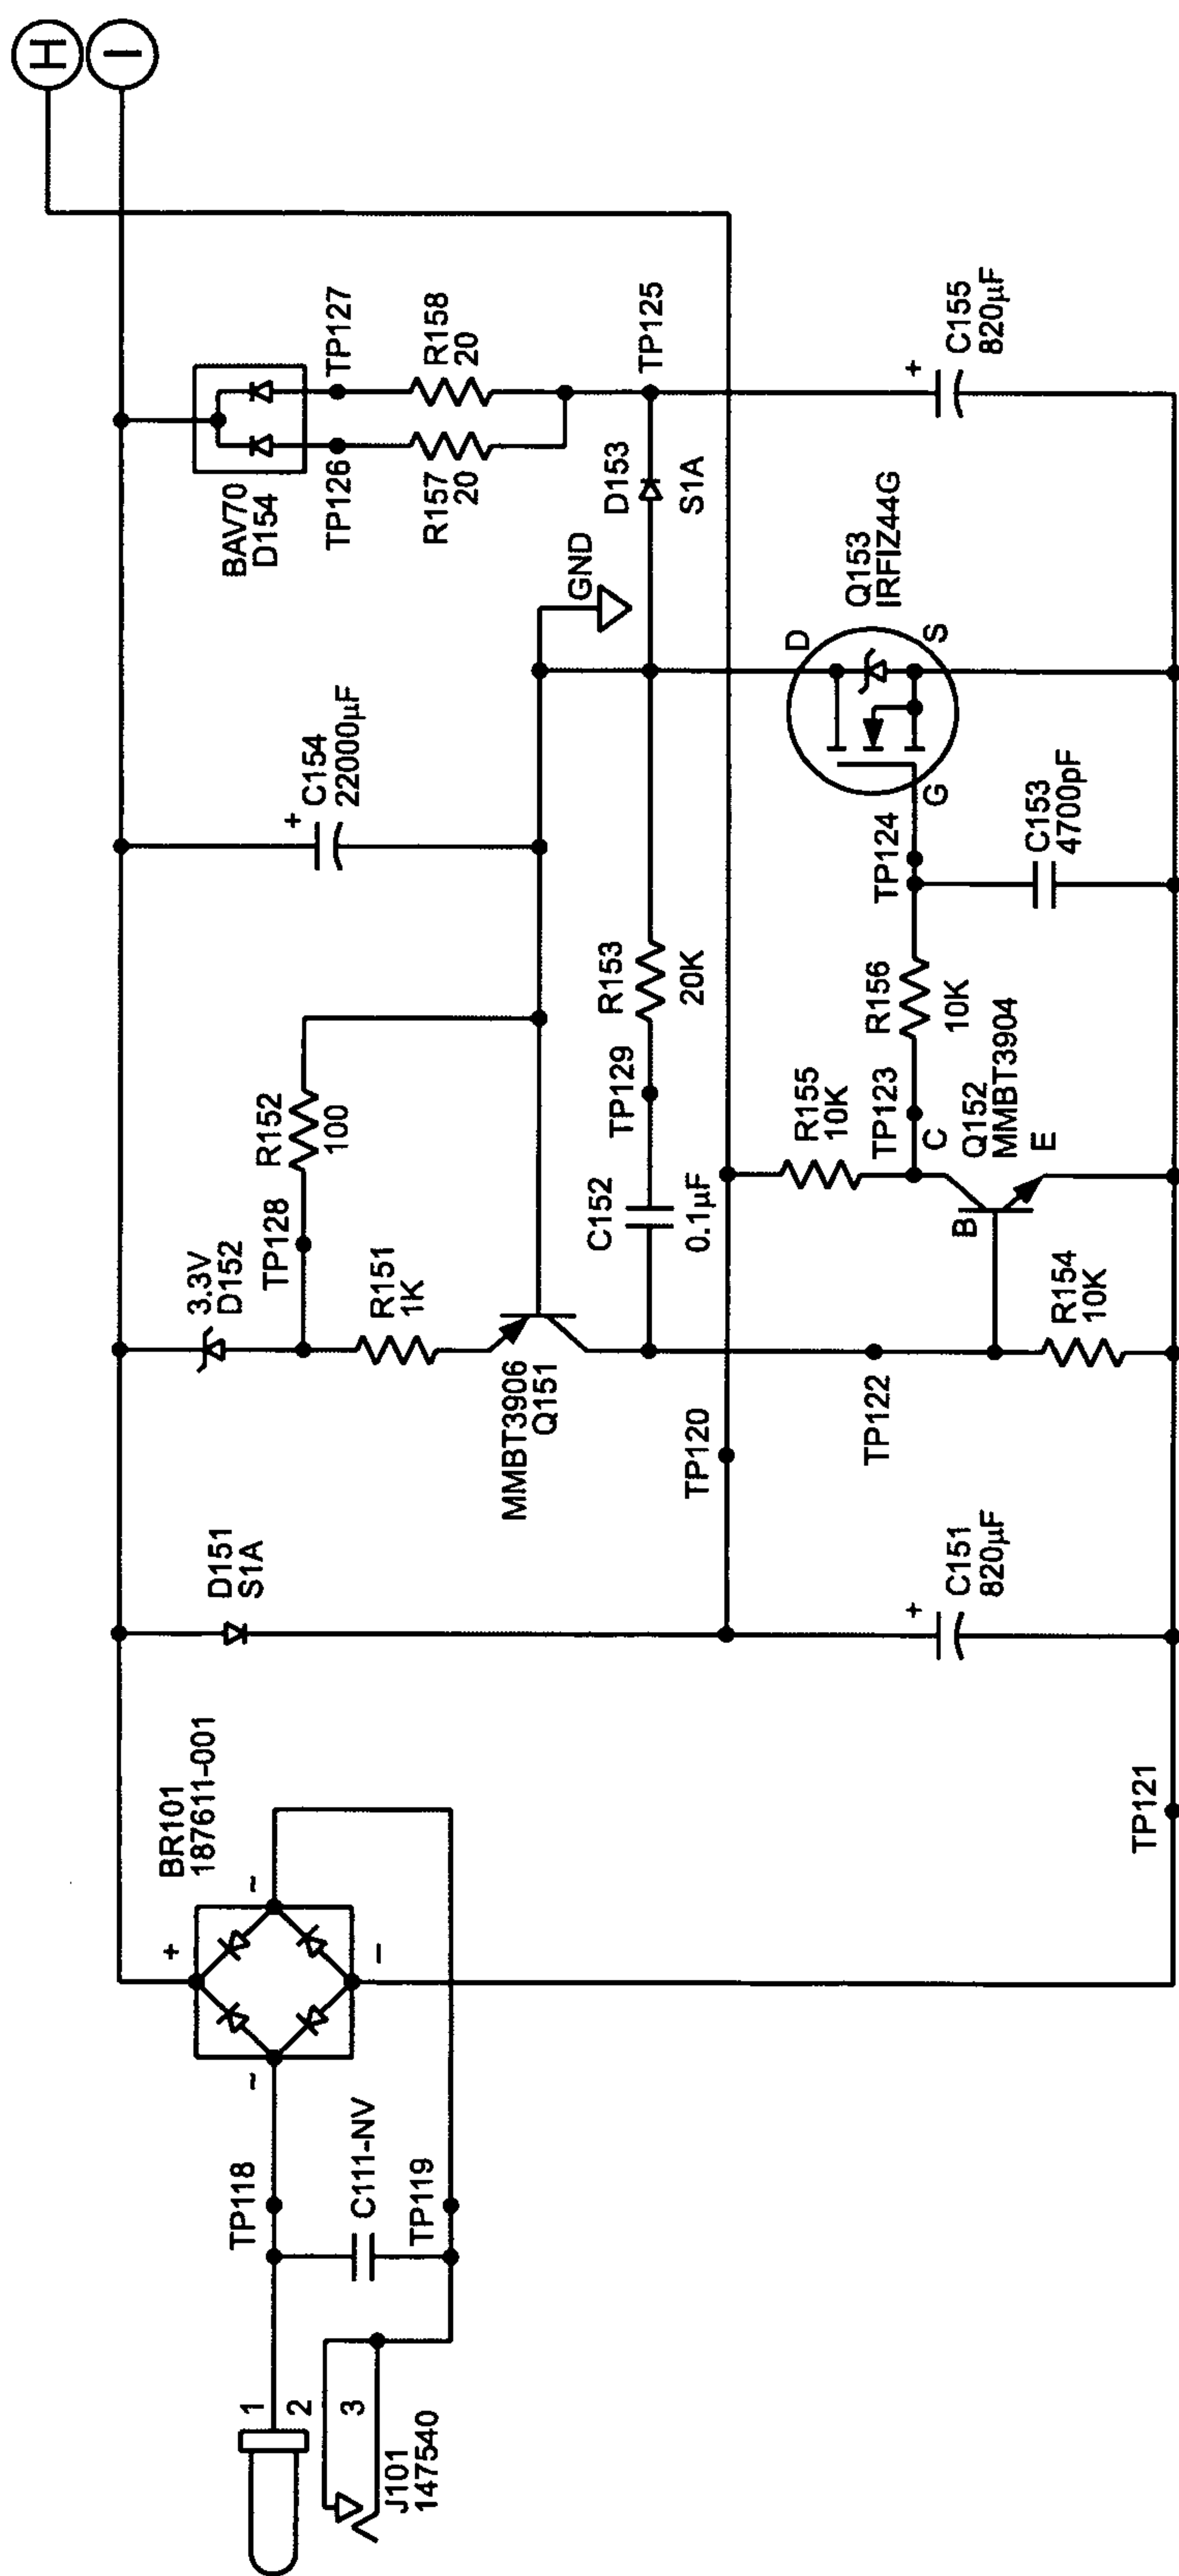 H
I
BAV70
D154
TP126
TP127
R157
20
R158
20
TP125
D153
S1A
C155
820µF
GND
Q153
IRFIZ44G
D
S
G
C154
22000µF
+
+
TP124
C153
4700pF
R153
20K
R156
10K
TP129
R155
10K
TP123
C
Q152
MMBT3904
E
B
R152
100
TP128
C152
0.1µF
3.3V
D152
R151
1K
MMBT3906
Q151
R154
10K
TP122
TP120
D151
S1A
C151
820µF
+
BR101
187611-001
+
~
~
–
TP121
TP118
C111-NV
TP119
1
2
3
J101
147540